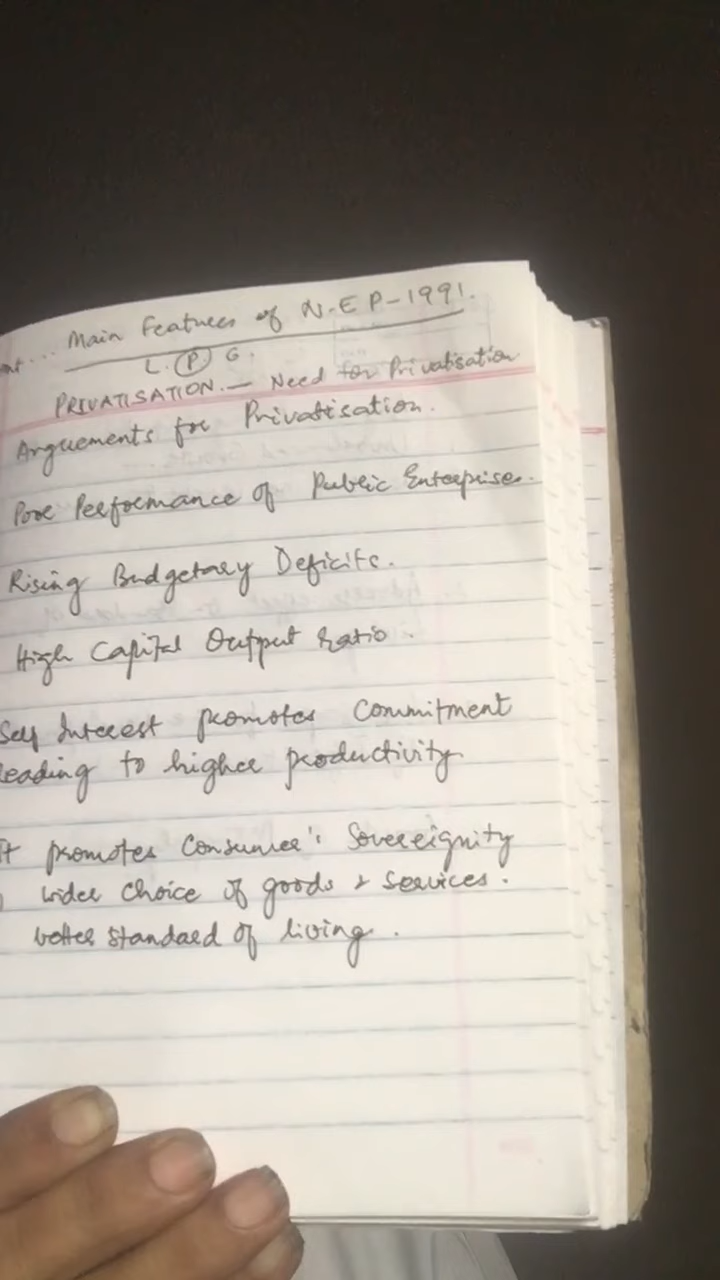 Main Features of N.E.P-1991.
L. P G.
PRIVATISATION.— Need for Privatisation
Arguements for Privatisation.
Poor Performance of Public Enterprises.
Rising Budgetary Deficits.
High Capital Output Ratio.
Self Interest promotes Commitment
leading to higher productivity.
It promotes Consumer's Sovereignity
wider choice of goods & services.
better standard of living.